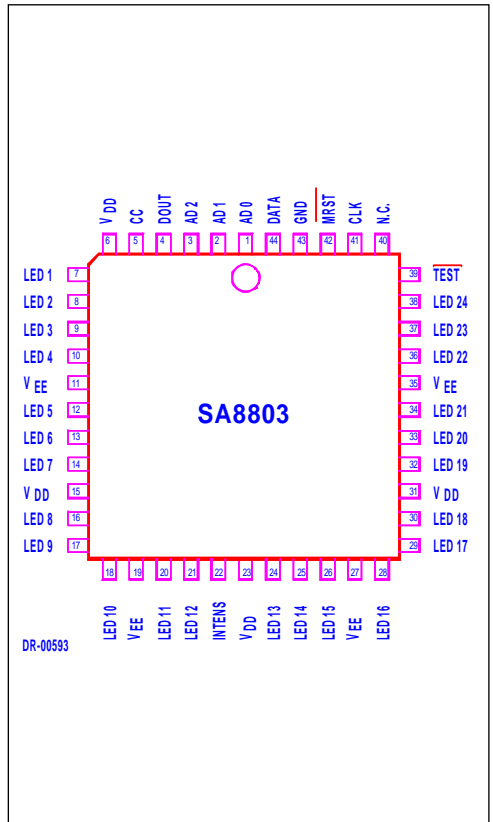 V DD CC DOUT AD 2 AD 1 AD 0 DATA GND MRST CLK N.C.
6 5 4 3 2 1 44 43 42 41 40
LED 1 7 39 TEST
LED 2 8 38 LED 24
LED 3 9 37 LED 23
LED 4 10 36 LED 22
V EE 11 35 V EE
LED 5 12 34 LED 21
SA8803
LED 6 13 33 LED 20
LED 7 14 32 LED 19
V DD 15 31 V DD
LED 8 16 30 LED 18
LED 9 17 29 LED 17
18 19 20 21 22 23 24 25 26 27 28
LED 10 V EE LED 11 LED 12 INTENS V DD LED 13 LED 14 LED 15 V EE LED 16
DR-00593